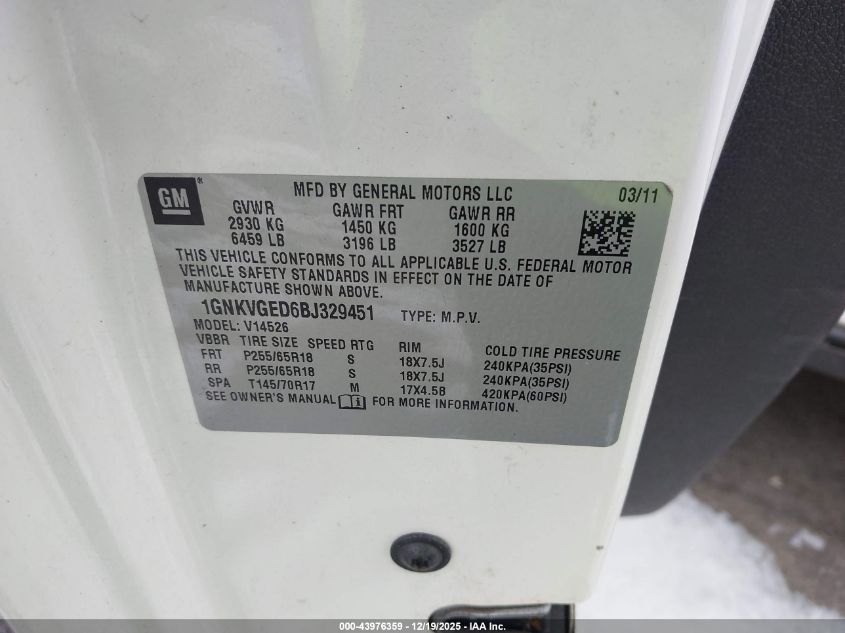 GM ®
MFD BY GENERAL MOTORS LLC 03/11
GVWR GAWR FRT GAWR RR
2930 KG 1450 KG 1600 KG
6459 LB 3196 LB 3527 LB
THIS VEHICLE CONFORMS TO ALL APPLICABLE U.S. FEDERAL MOTOR
VEHICLE SAFETY STANDARDS IN EFFECT ON THE DATE OF
MANUFACTURE SHOWN ABOVE.
1GNKVGED6BJ329451 TYPE: M.P.V.
MODEL: V14526
VBBR TIRE SIZE SPEED RTG RIM COLD TIRE PRESSURE
FRT P255/65R18 S 18X7.5J 240KPA(35PSI)
RR P255/65R18 S 18X7.5J 240KPA(35PSI)
SPA T145/70R17 M 17X4.5B 420KPA(60PSI)
SEE OWNER'S MANUAL i FOR MORE INFORMATION.
000-43976359 - 12/19/2025 - IAA Inc.